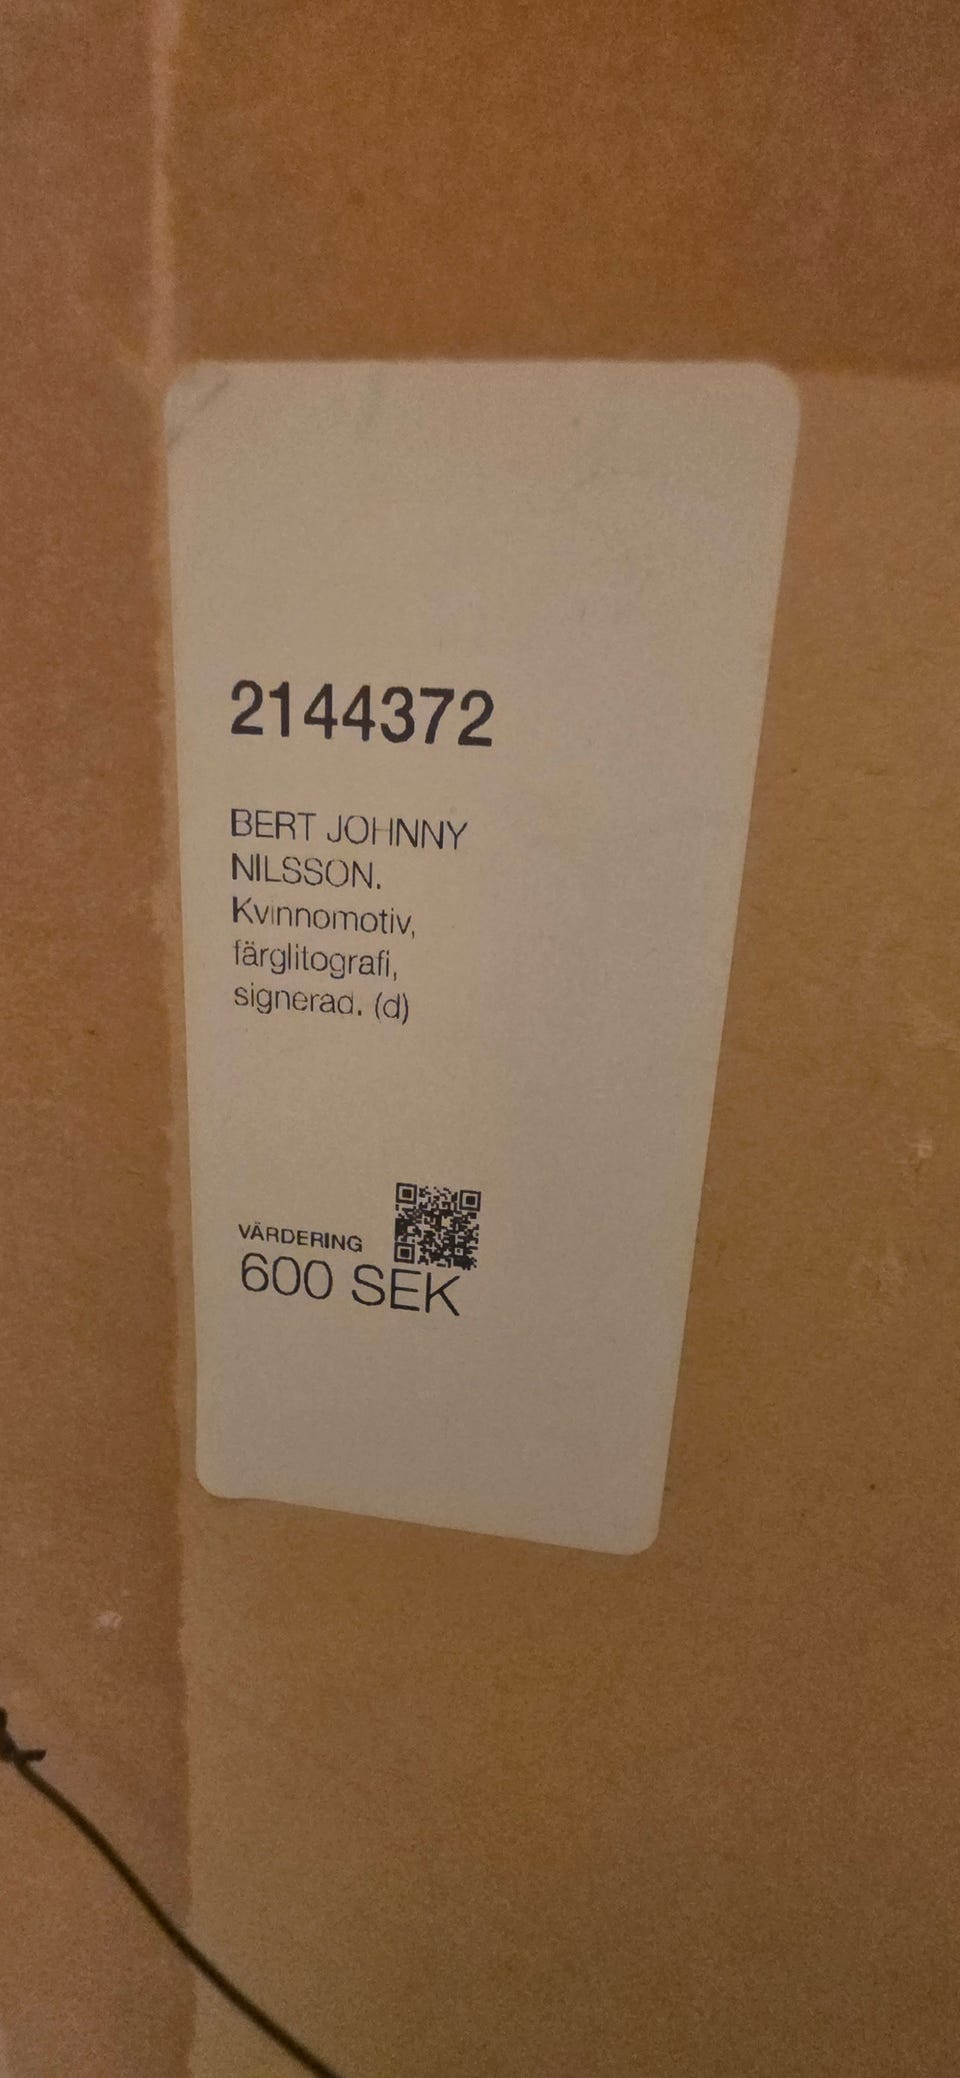 2144372
BERT JOHNNY
NILSSON.
Kvinnomotiv,
färglitografi,
signerad. (d)
VÄRDERING
600 SEK